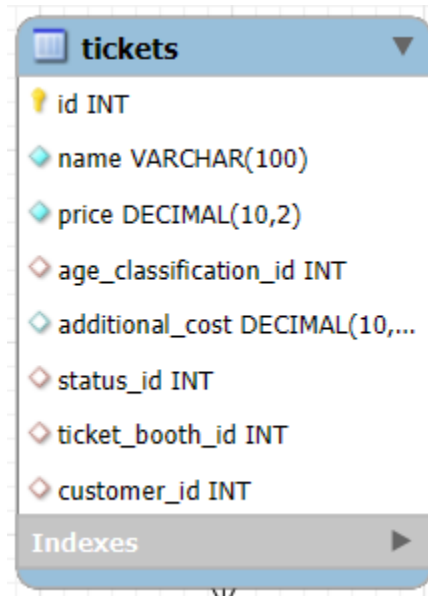 tickets
id INT
name VARCHAR(100)
price DECIMAL(10,2)
age_classification_id INT
additional_cost DECIMAL(10,...
status_id INT
ticket_booth_id INT
customer_id INT
Indexes